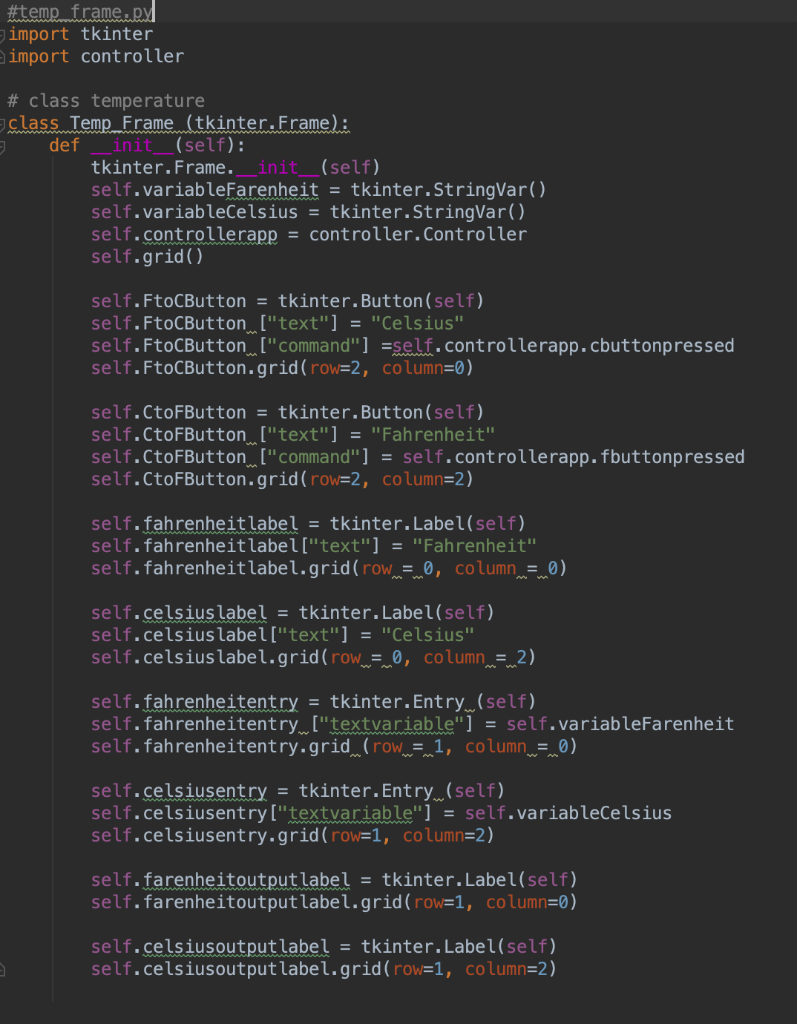 #temp_frame.py
import tkinter
import controller

# class temperature
class Temp_Frame (tkinter.Frame):
    def __init__(self):
        tkinter.Frame.__init__(self)
        self.variableFarenheit = tkinter.StringVar()
        self.variableCelsius = tkinter.StringVar()
        self.controllerapp = controller.Controller
        self.grid()

        self.FtoCButton = tkinter.Button(self)
        self.FtoCButton ["text"] = "Celsius"
        self.FtoCButton ["command"] =self.controllerapp.cbuttonpressed
        self.FtoCButton.grid(row=2, column=0)

        self.CtoFButton = tkinter.Button(self)
        self.CtoFButton ["text"] = "Fahrenheit"
        self.CtoFButton ["command"] = self.controllerapp.fbuttonpressed
        self.CtoFButton.grid(row=2, column=2)

        self.fahrenheitlabel = tkinter.Label(self)
        self.fahrenheitlabel["text"] = "Fahrenheit"
        self.fahrenheitlabel.grid(row = 0, column = 0)

        self.celsiuslabel = tkinter.Label(self)
        self.celsiuslabel["text"] = "Celsius"
        self.celsiuslabel.grid(row = 0, column = 2)

        self.fahrenheitentry = tkinter.Entry (self)
        self.fahrenheitentry ["textvariable"] = self.variableFarenheit
        self.fahrenheitentry.grid (row = 1, column = 0)

        self.celsiusentry = tkinter.Entry (self)
        self.celsiusentry["textvariable"] = self.variableCelsius
        self.celsiusentry.grid(row=1, column=2)

        self.farenheitoutputlabel = tkinter.Label(self)
        self.farenheitoutputlabel.grid(row=1, column=0)

        self.celsiusoutputlabel = tkinter.Label(self)
        self.celsiusoutputlabel.grid(row=1, column=2)